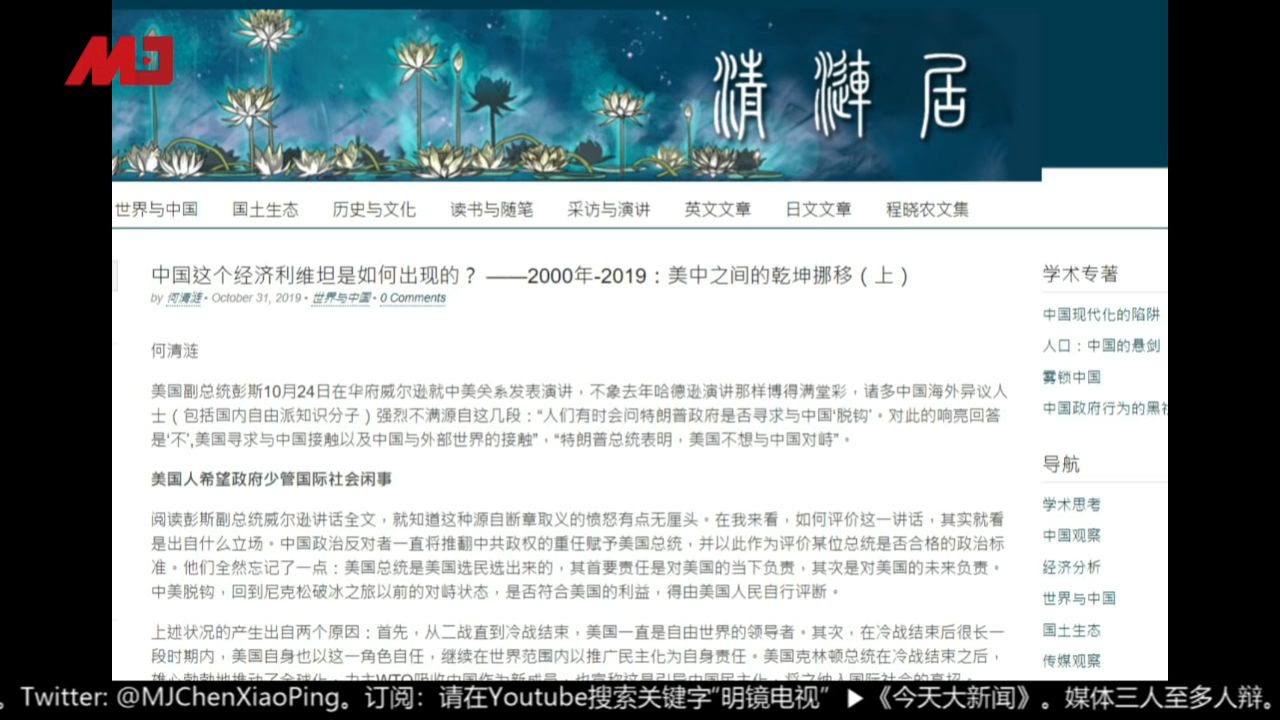 MJ
清漣居
世界与中国 国土生态 历史与文化 读书与随笔 采访与演讲 英文文章 日文文章 程晓农文集
中国这个经济利维坦是如何出现的？ ——2000年-2019：美中之间的乾坤挪移（上）
by 何清涟 • October 31, 2019 • 世界与中国 • 0 Comments
何清涟
美国副总统彭斯10月24日在华府威尔逊就中美关系发表演讲，不象去年哈德逊演讲那样博得满堂彩，诸多中国海外异议人
士（包括国内自由派知识分子）强烈不满源自这几段：“人们有时会问特朗普政府是否寻求与中国‘脱钩’。对此的响亮回答
是‘不’,美国寻求与中国接触以及中国与外部世界的接触”，“特朗普总统表明，美国不想与中国对峙”。
美国人希望政府少管国际社会闲事
阅读彭斯副总统威尔逊讲话全文，就知道这种源自断章取义的愤怒有点无厘头。在我来看，如何评价这一讲话，其实就看
是出自什么立场。中国政治反对者一直将推翻中共政权的重任赋予美国总统，并以此作为评价某位总统是否合格的政治标
准。他们全然忘记了一点：美国总统是美国选民选出来的，其首要责任是对美国的当下负责，其次是对美国的未来负责。
中美脱钩，回到尼克松破冰之旅以前的对峙状态，是否符合美国的利益，得由美国人民自行评断。
上述状况的产生出自两个原因：首先，从二战直到冷战结束，美国一直是自由世界的领导者。其次，在冷战结束后很长一
段时期内，美国自身也以这一角色自任，继续在世界范围内以推广民主化为自身责任。美国克林顿总统在冷战结束之后，
学术专著
中国现代化的陷阱
人口：中国的悬剑
雾锁中国
中国政府行为的黑社
导航
学术思考
中国观察
经济分析
世界与中国
国土生态
传媒观察
。Twitter: @MJChenXiaoPing. 订阅：请在Youtube搜索关键字“明镜电视” ▶《今天大新闻》。媒体三人至多人辩。